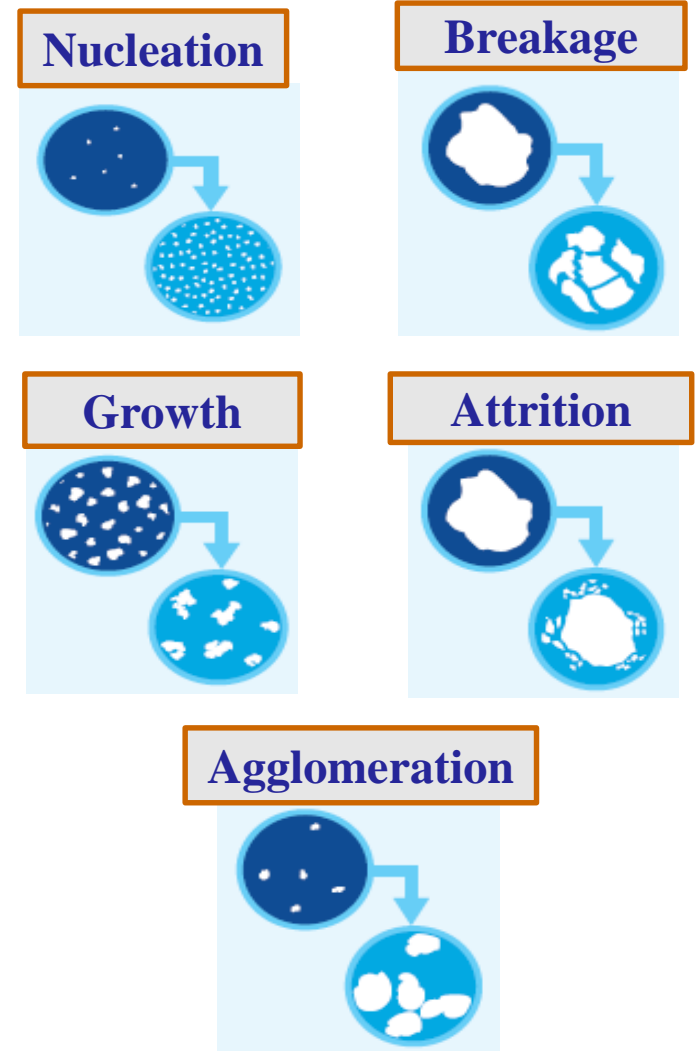 Nucleation
Breakage
Growth
Attrition
Agglomeration